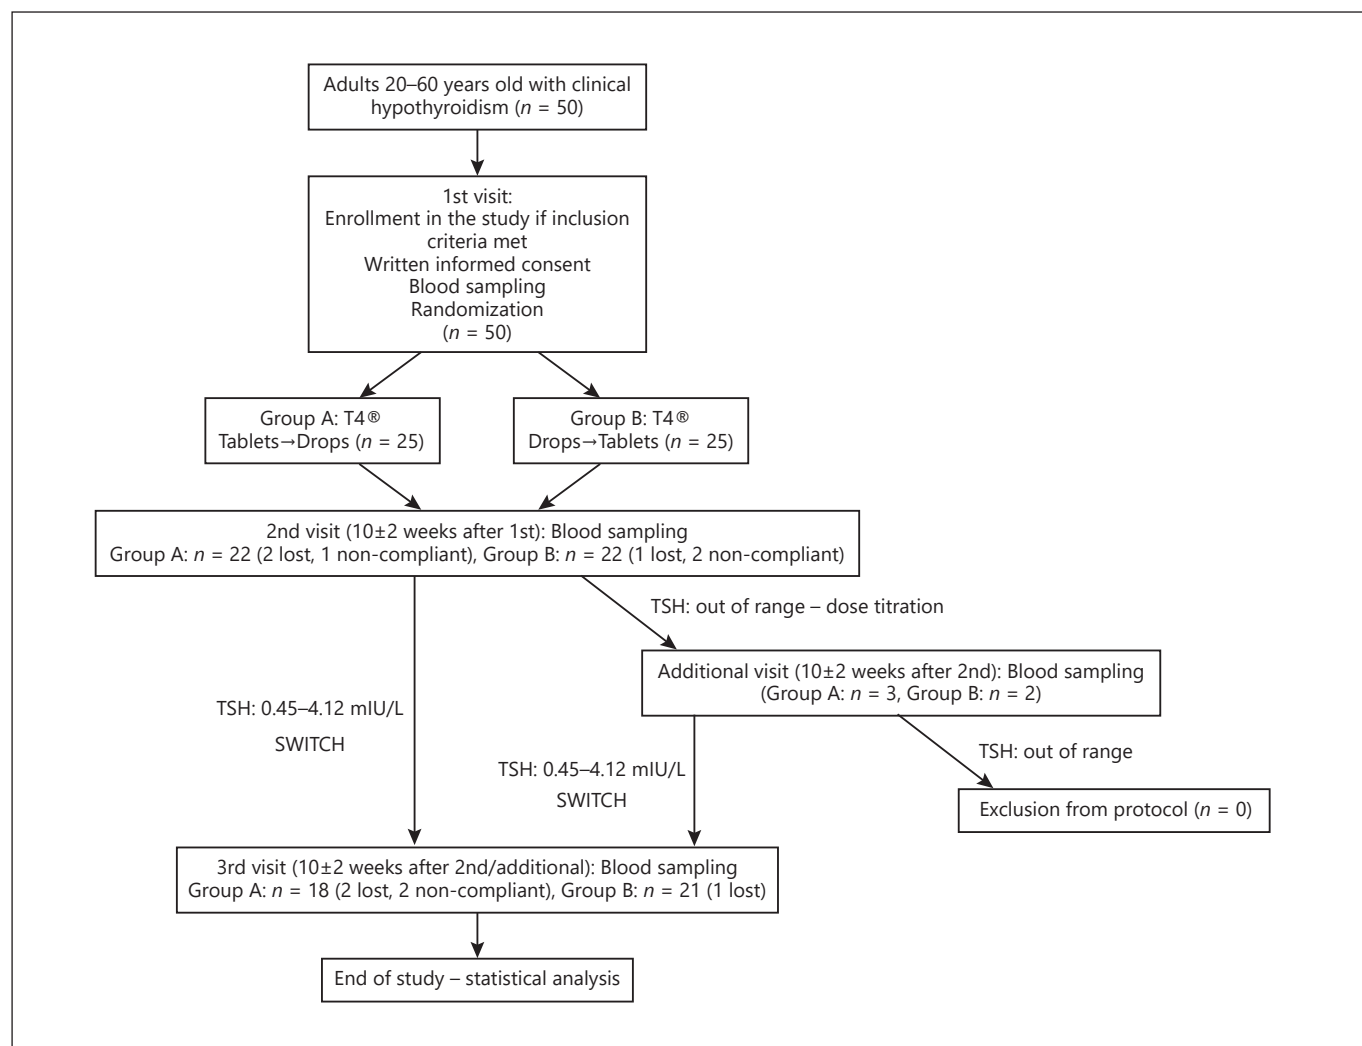 Adults 20–60 years old with clinical
hypothyroidism (n = 50)
1st visit:
Enrollment in the study if inclusion
criteria met
Written informed consent
Blood sampling
Randomization
(n = 50)
Group A: T4®
Tablets→Drops (n = 25)
Group B: T4®
Drops→Tablets (n = 25)
2nd visit (10±2 weeks after 1st): Blood sampling
Group A: n = 22 (2 lost, 1 non-compliant), Group B: n = 22 (1 lost, 2 non-compliant)
TSH: out of range – dose titration
Additional visit (10±2 weeks after 2nd): Blood sampling
(Group A: n = 3, Group B: n = 2)
TSH: 0.45–4.12 mIU/L
SWITCH
TSH: 0.45–4.12 mIU/L
SWITCH
TSH: out of range
Exclusion from protocol (n = 0)
3rd visit (10±2 weeks after 2nd/additional): Blood sampling
Group A: n = 18 (2 lost, 2 non-compliant), Group B: n = 21 (1 lost)
End of study – statistical analysis